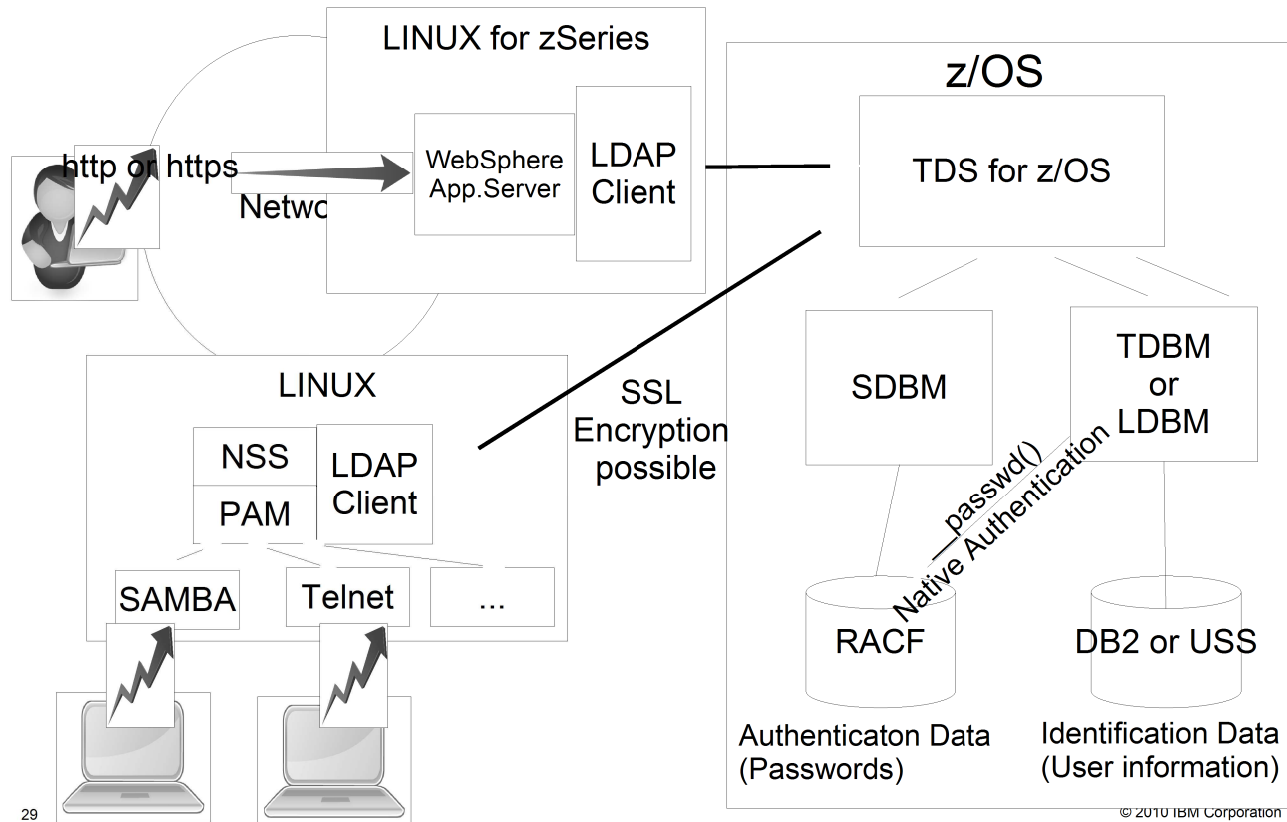 LINUX for zSeries
z/OS
http or https
Netwo
WebSphere
App.Server
LDAP
Client
TDS for z/OS
LINUX
NSS
PAM
LDAP
Client
SAMBA
Telnet
...
SSL
Encryption
possible
SDBM
TDBM
or
LDBM
__passwd()
Native Authentication
RACF
DB2 or USS
Authenticaton Data
(Passwords)
Identification Data
(User information)
29
© 2010 IBM Corporation